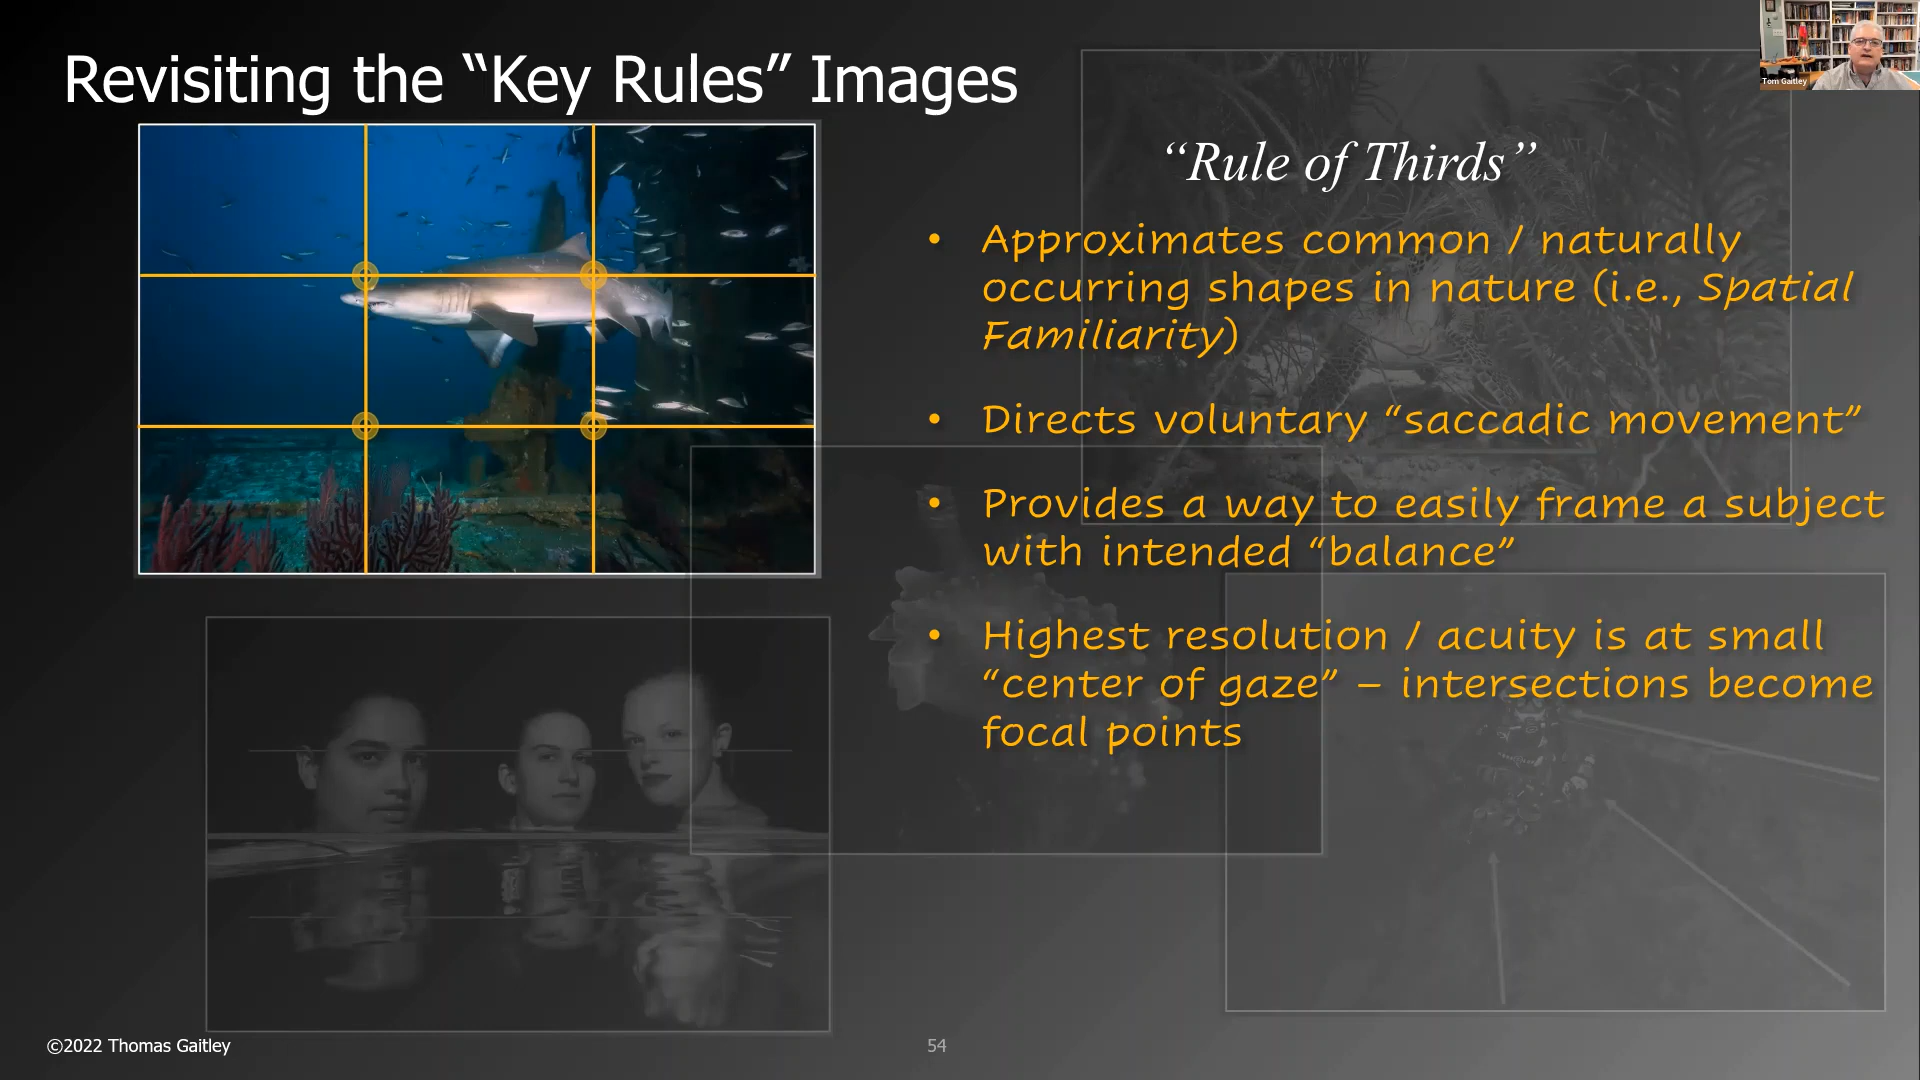 Revisiting the “Key Rules” Images
Tom Gaitley
“Rule of Thirds”
• Approximates common / naturally
occurring shapes in nature (i.e., Spatial
Familiarity)
• Directs voluntary “saccadic movement”
• Provides a way to easily frame a subject
with intended “balance”
• Highest resolution / acuity is at small
“center of gaze” – intersections become
focal points
©2022 Thomas Gaitley
54